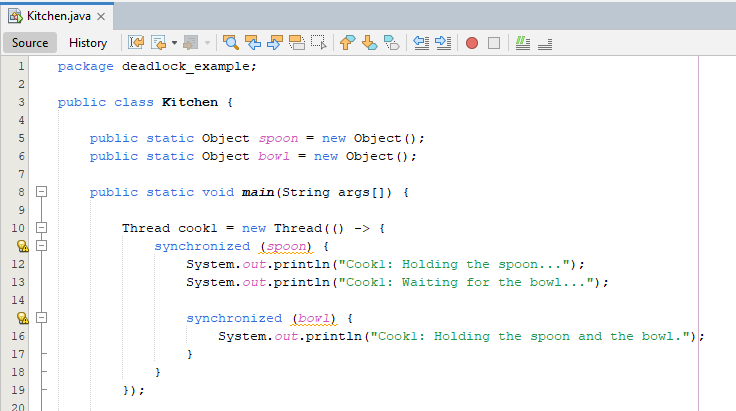 Kitchen.java
Source History
1 package deadlock_example;
2
3 public class Kitchen {
4
5 public static Object spoon = new Object();
6 public static Object bowl = new Object();
7
8 public static void main(String args[]) {
9
10 Thread cook1 = new Thread(() -> {
synchronized (spoon) {
12 System.out.println("Cook1: Holding the spoon...");
13 System.out.println("Cook1: Waiting for the bowl...");
14
synchronized (bowl) {
16 System.out.println("Cook1: Holding the spoon and the bowl.");
17 }
18 }
19 });
20